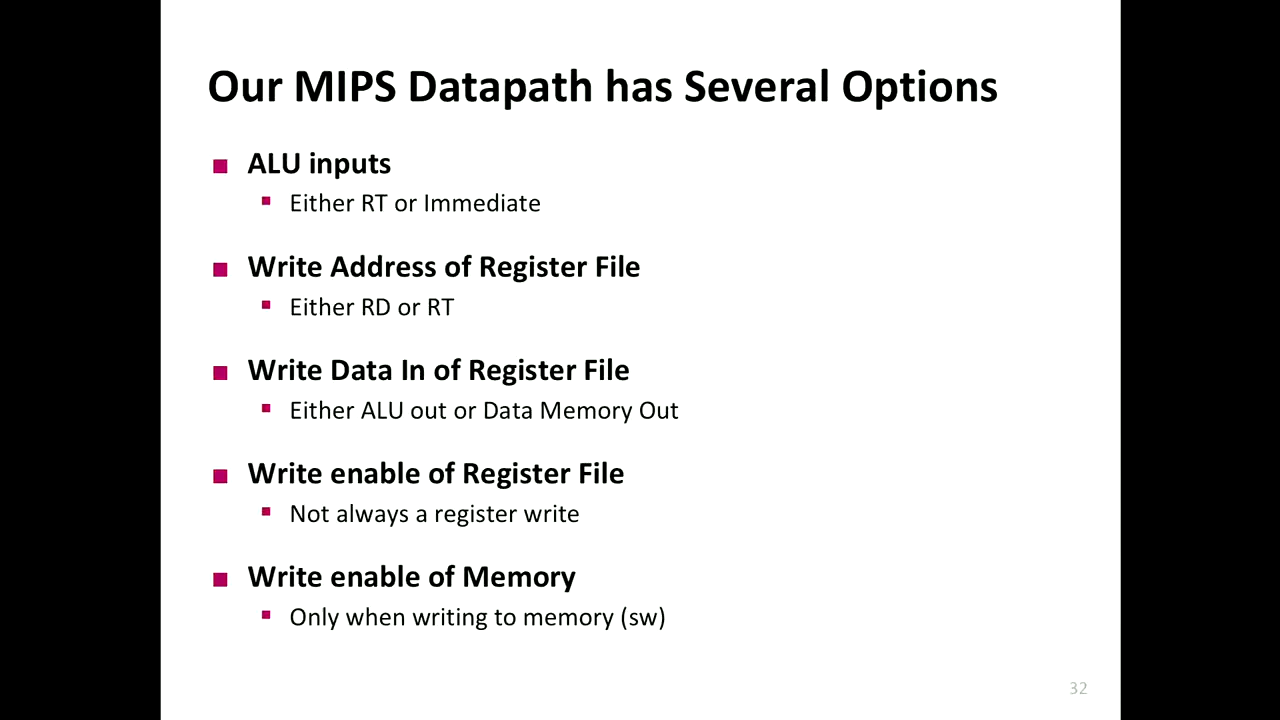 Our MIPS Datapath has Several Options
ALU inputs
Either RT or Immediate
Write Address of Register File
Either RD or RT
Write Data In of Register File
Either ALU out or Data Memory Out
Write enable of Register File
Not always a register write
Write enable of Memory
Only when writing to memory (sw)
32